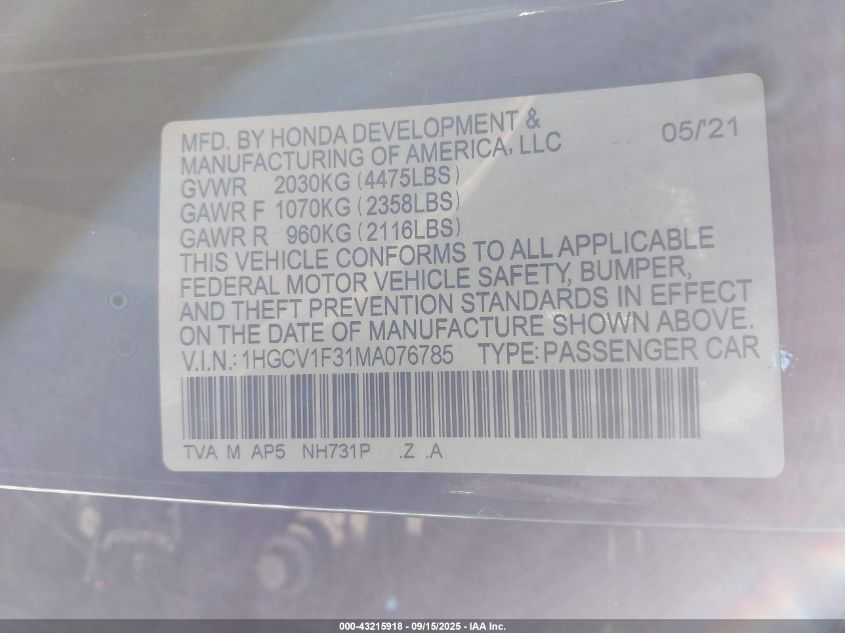 MFD. BY HONDA DEVELOPMENT &
MANUFACTURING OF AMERICA, LLC
05/'21
GVWR 2030KG (4475LBS)
GAWR F 1070KG (2358LBS)
GAWR R 960KG (2116LBS)
THIS VEHICLE CONFORMS TO ALL APPLICABLE
FEDERAL MOTOR VEHICLE SAFETY, BUMPER,
AND THEFT PREVENTION STANDARDS IN EFFECT
ON THE DATE OF MANUFACTURE SHOWN ABOVE.
V.I.N.: 1HGCV1F31MA076785 TYPE: PASSENGER CAR
TVA M AP5 NH731P .Z .A
000-43215918 - 09/15/2025 - IAA Inc.